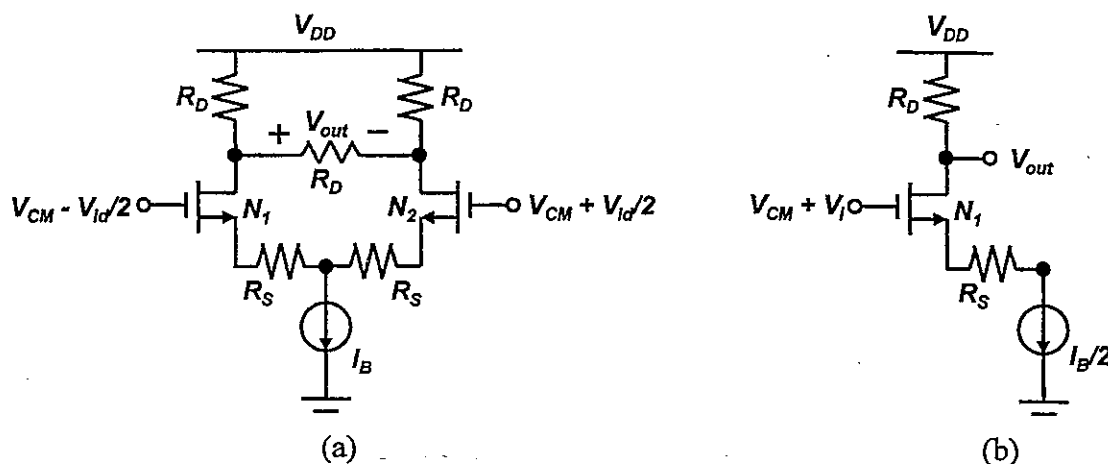 V_DD
R_D
R_D
+ V_out −
R_D
V_CM - V_id/2
N_1
N_2
V_CM + V_id/2
R_S
R_S
I_B
(a)
V_DD
R_D
V_out
V_CM + V_i
N_1
R_S
I_B/2
(b)